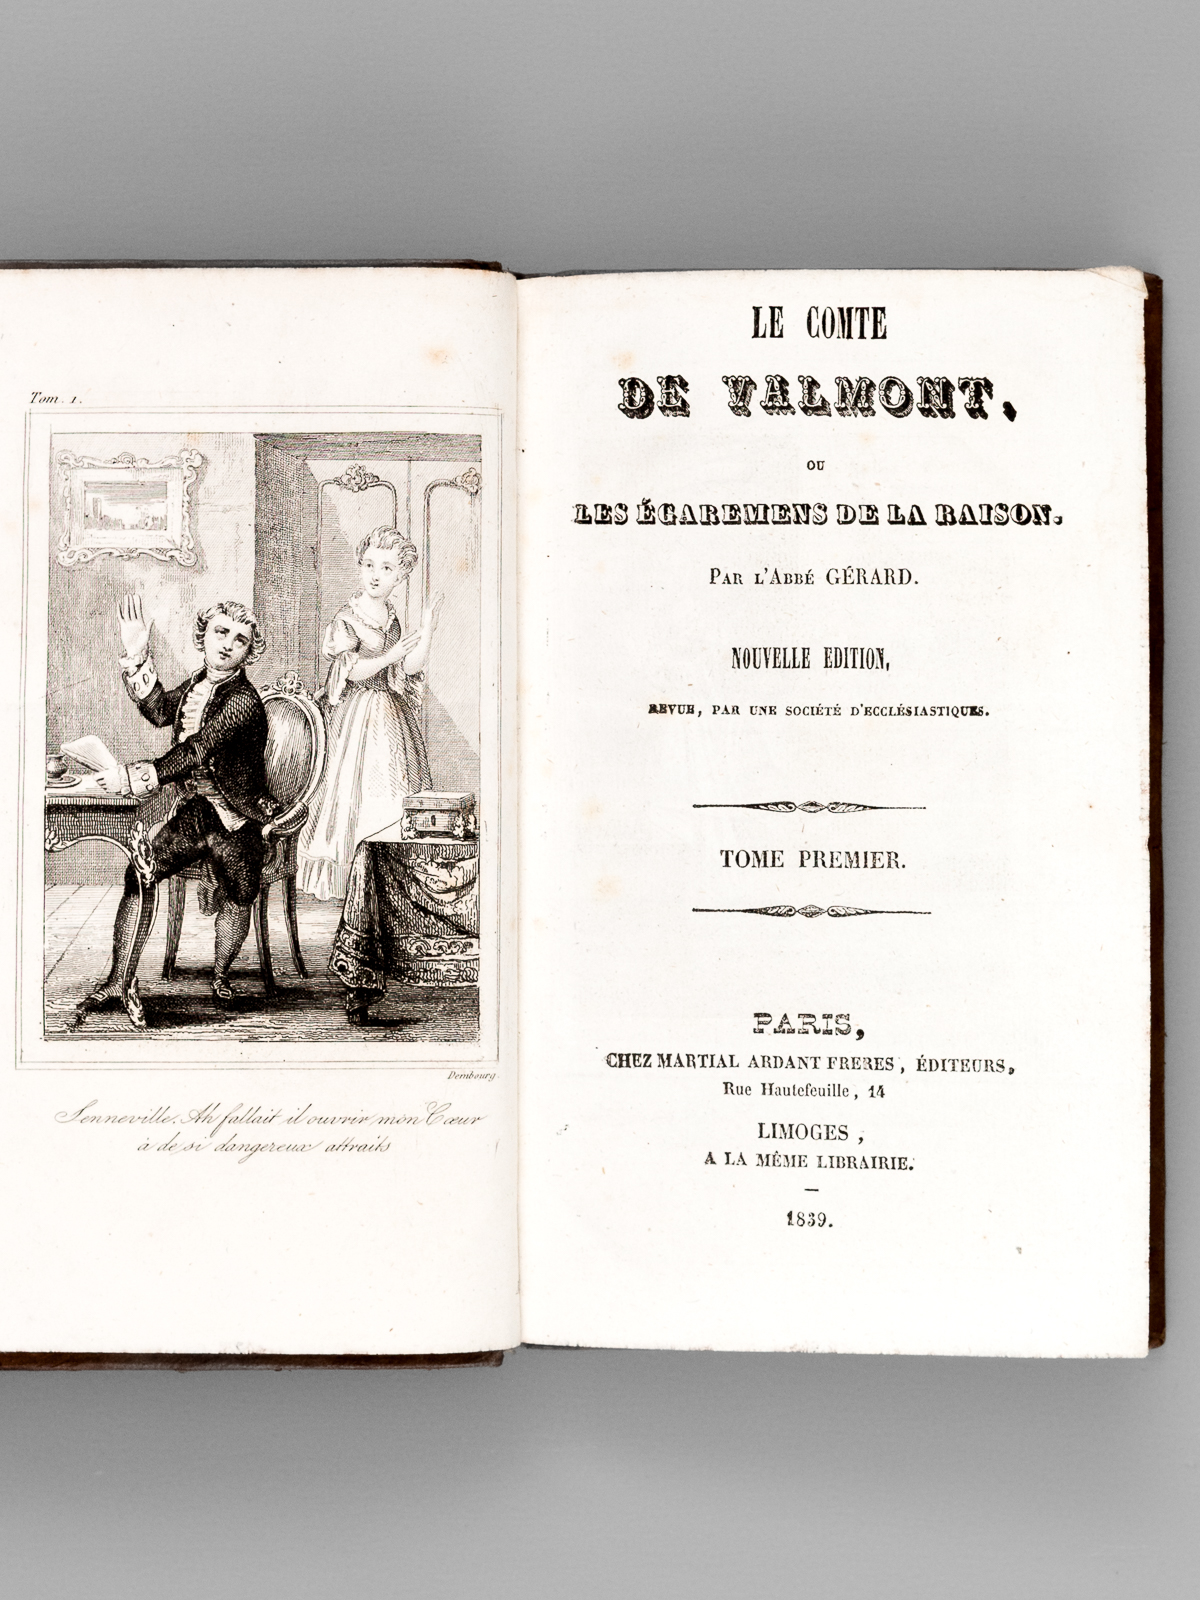 Tom. 1.
Dembourg.
Senneville. Ah fallait il ouvrir mon Cœur
à de si dangereux attraits
LE COMTE
DE VALMONT,
OU
LES ÉGAREMENS DE LA RAISON.
PAR L'ABBÉ GÉRARD.
NOUVELLE EDITION,
REVUE, PAR UNE SOCIÉTÉ D'ECCLÉSIASTIQUES.
TOME PREMIER.
PARIS,
CHEZ MARTIAL ARDANT FRERES, ÉDITEURS,
Rue Hautefeuille, 14
LIMOGES,
A LA MÊME LIBRAIRIE.
1839.